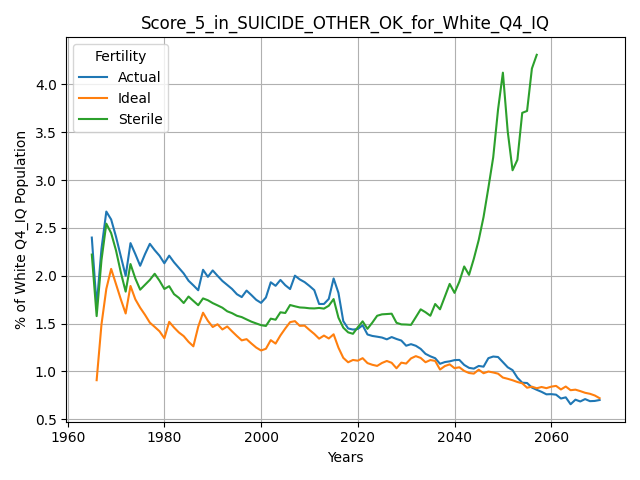 Score_5_in_SUICIDE_OTHER_OK_for_White_Q4_IQ
Fertility
Actual
Ideal
Sterile
% of White Q4_IQ Population
4.0
3.5
3.0
2.5
2.0
1.5
1.0
0.5
1960
1980
2000
2020
2040
2060
Years